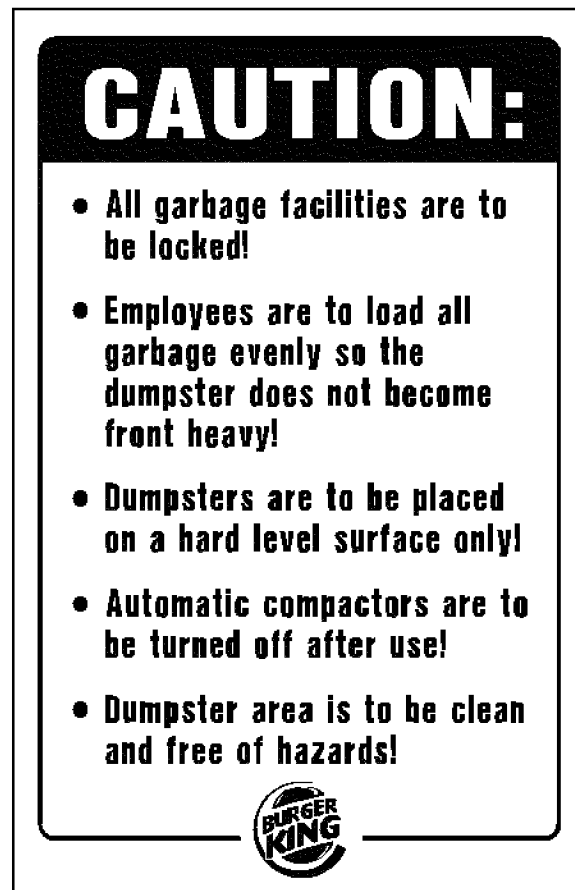 CAUTION:
• All garbage facilities are to
be locked!
• Employees are to load all
garbage evenly so the
dumpster does not become
front heavy!
• Dumpsters are to be placed
on a hard level surface only!
• Automatic compactors are to
be turned off after use!
• Dumpster area is to be clean
and free of hazards!
BURGER
KING